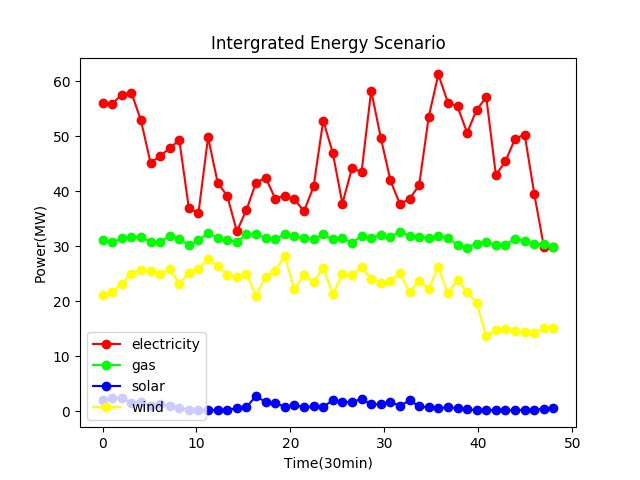 Intergrated Energy Scenario
Power(MW)
60
50
40
30
20
10
0
electricity
gas
solar
wind
0 10 20 30 40 50
Time(30min)